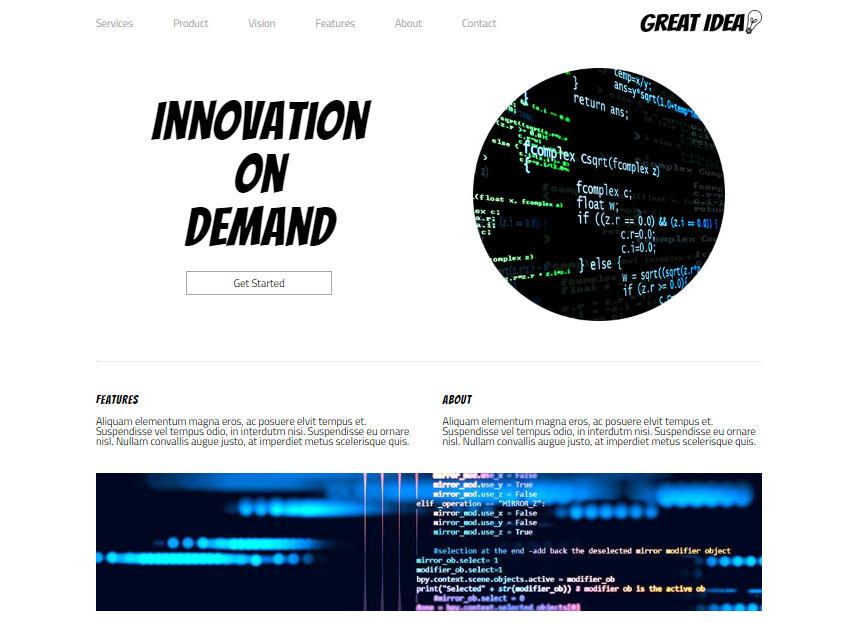 Services Product Vision Features About Contact
GREAT IDEA
INNOVATION
ON
DEMAND
Get Started
temp=x/y;
ans=y*sqrt(1.0+temp
return ans;
fcomplex Csqrt(fcomplex z)
{
fcomplex c;
float w;
if ((z.r == 0.0) && (z.i == 0.0)) {
c.r=0.0;
c.i=0.0;
} else {
w = sqrt((sqrt(z.r*
if (z.r >= 0.0)
FEATURES
Aliquam elementum magna eros, ac posuere elvit tempus et.
Suspendisse vel tempus odio, in interdutm nisi. Suspendisse eu ornare
nisl. Nullam convallis augue justo, at imperdiet metus scelerisque quis.
ABOUT
Aliquam elementum magna eros, ac posuere elvit tempus et.
Suspendisse vel tempus odio, in interdutm nisi. Suspendisse eu ornare
nisl. Nullam convallis augue justo, at imperdiet metus scelerisque quis.
mirror_mod.use_x = False
mirror_mod.use_y = True
mirror_mod.use_z = False
elif _operation == "MIRROR_Z":
mirror_mod.use_x = False
mirror_mod.use_y = False
mirror_mod.use_z = True
#selection at the end -add back the deselected mirror modifier object
mirror_ob.select= 1
modifier_ob.select=1
bpy.context.scene.objects.active = modifier_ob
print("Selected" + str(modifier_ob)) # modifier ob is the active ob
#mirror_ob.select = 0
#one = bpy.context.selected_objects[0]